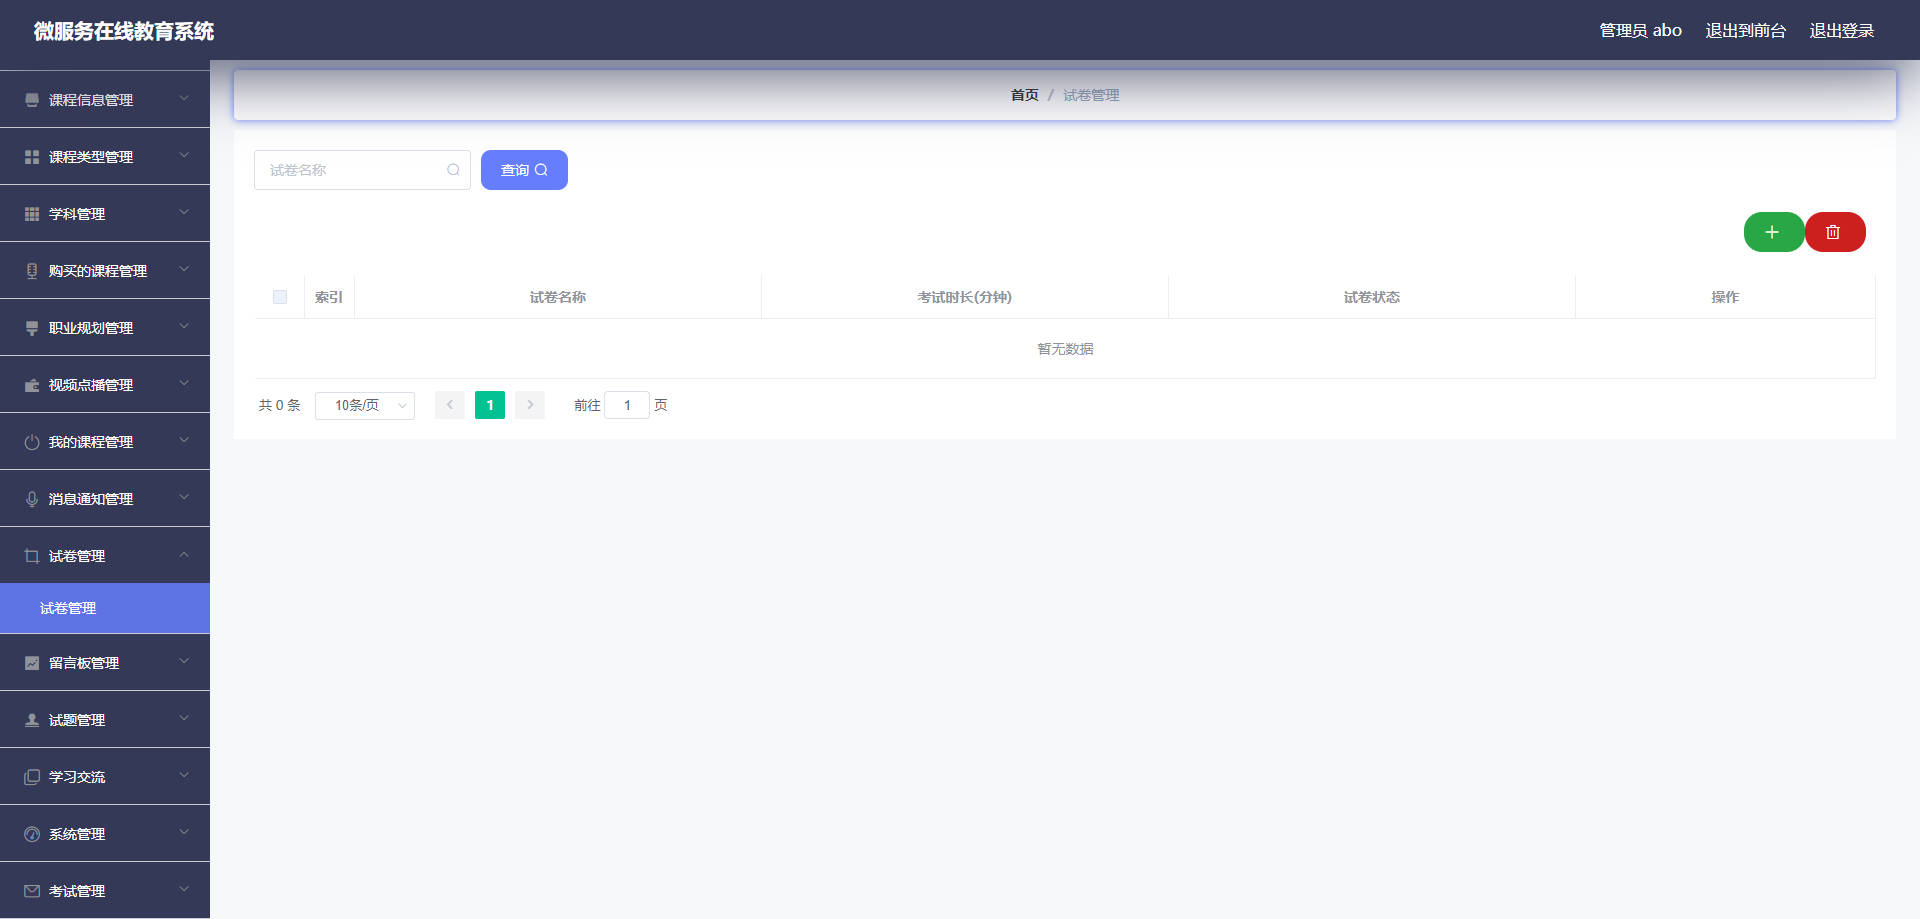 微服务在线教育系统
管理员 abo 退出到前台 退出登录
课程信息管理
课程类型管理
学科管理
购买的课程管理
职业规划管理
视频点播管理
我的课程管理
消息通知管理
试卷管理
试卷管理
留言板管理
试题管理
学习交流
系统管理
考试管理
首页 / 试卷管理
试卷名称
查询
索引 试卷名称 考试时长(分钟) 试卷状态 操作
暂无数据
共 0 条 10条/页 1 前往 1 页